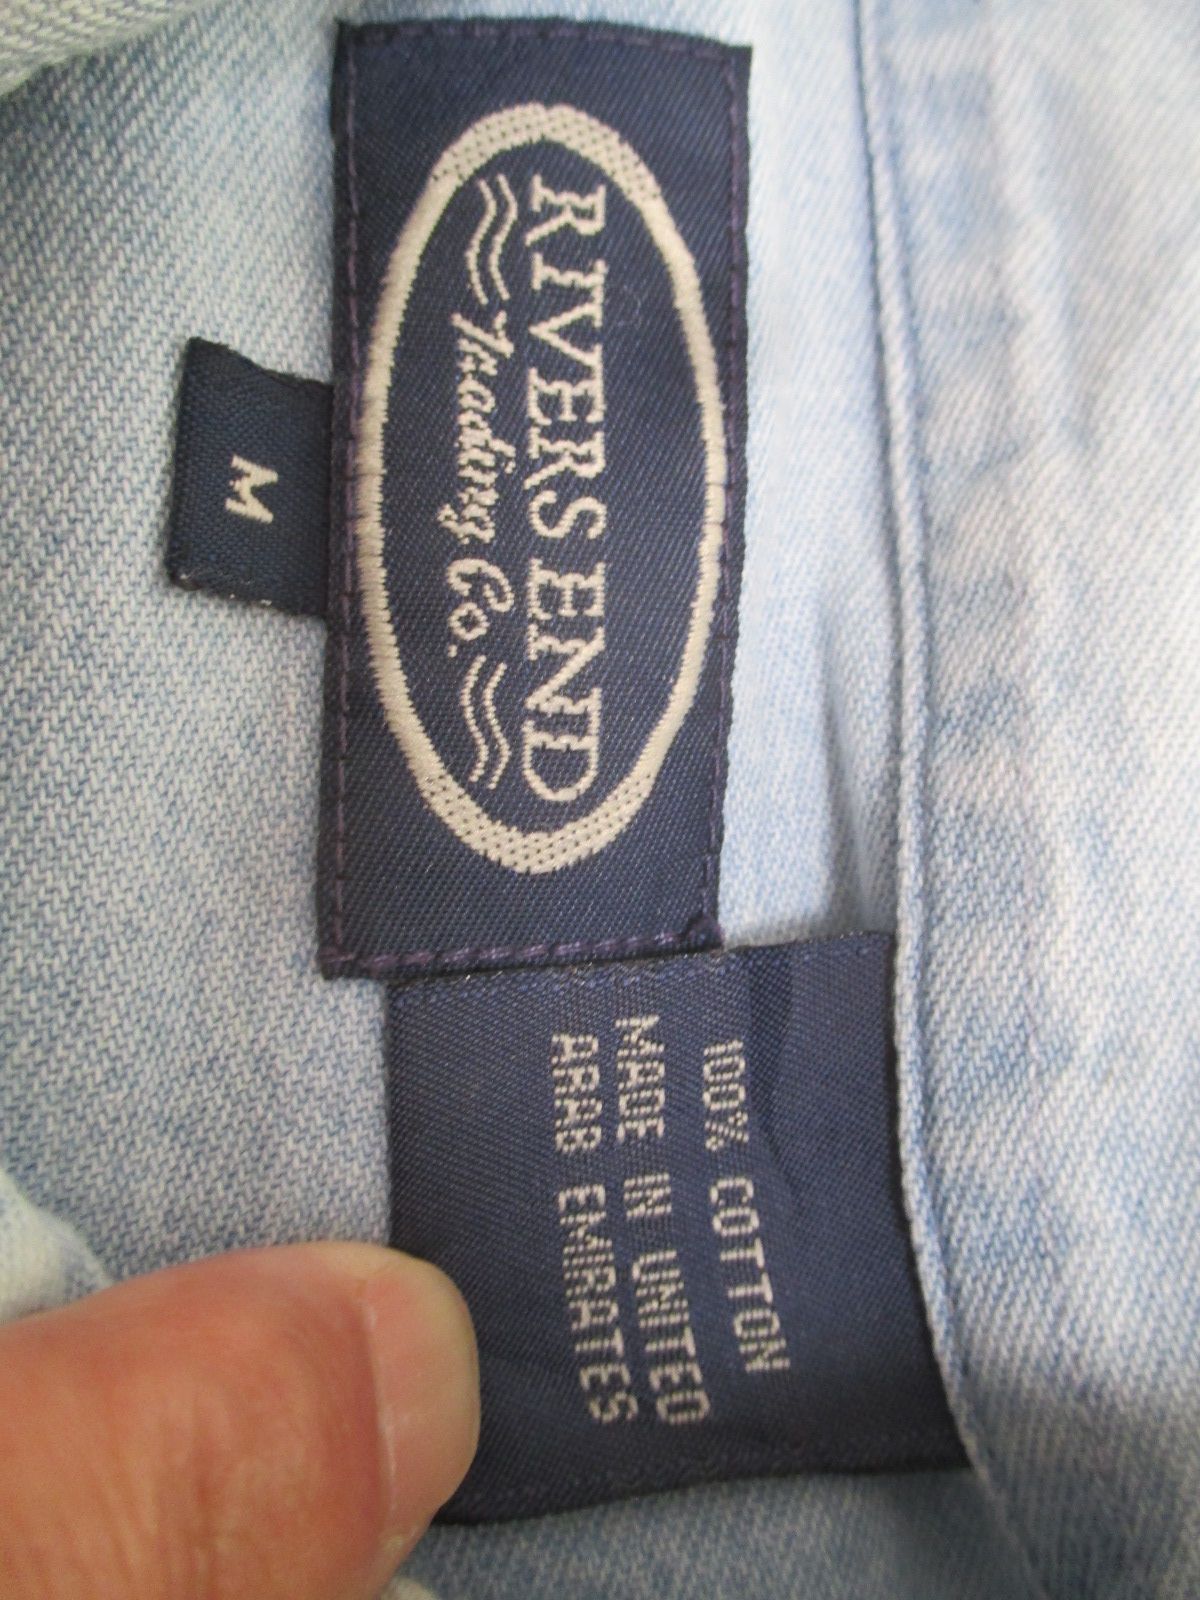 RIVERS END
Trading Co.
M
100% COTTON
MADE IN UNITED
ARAB EMIRATES